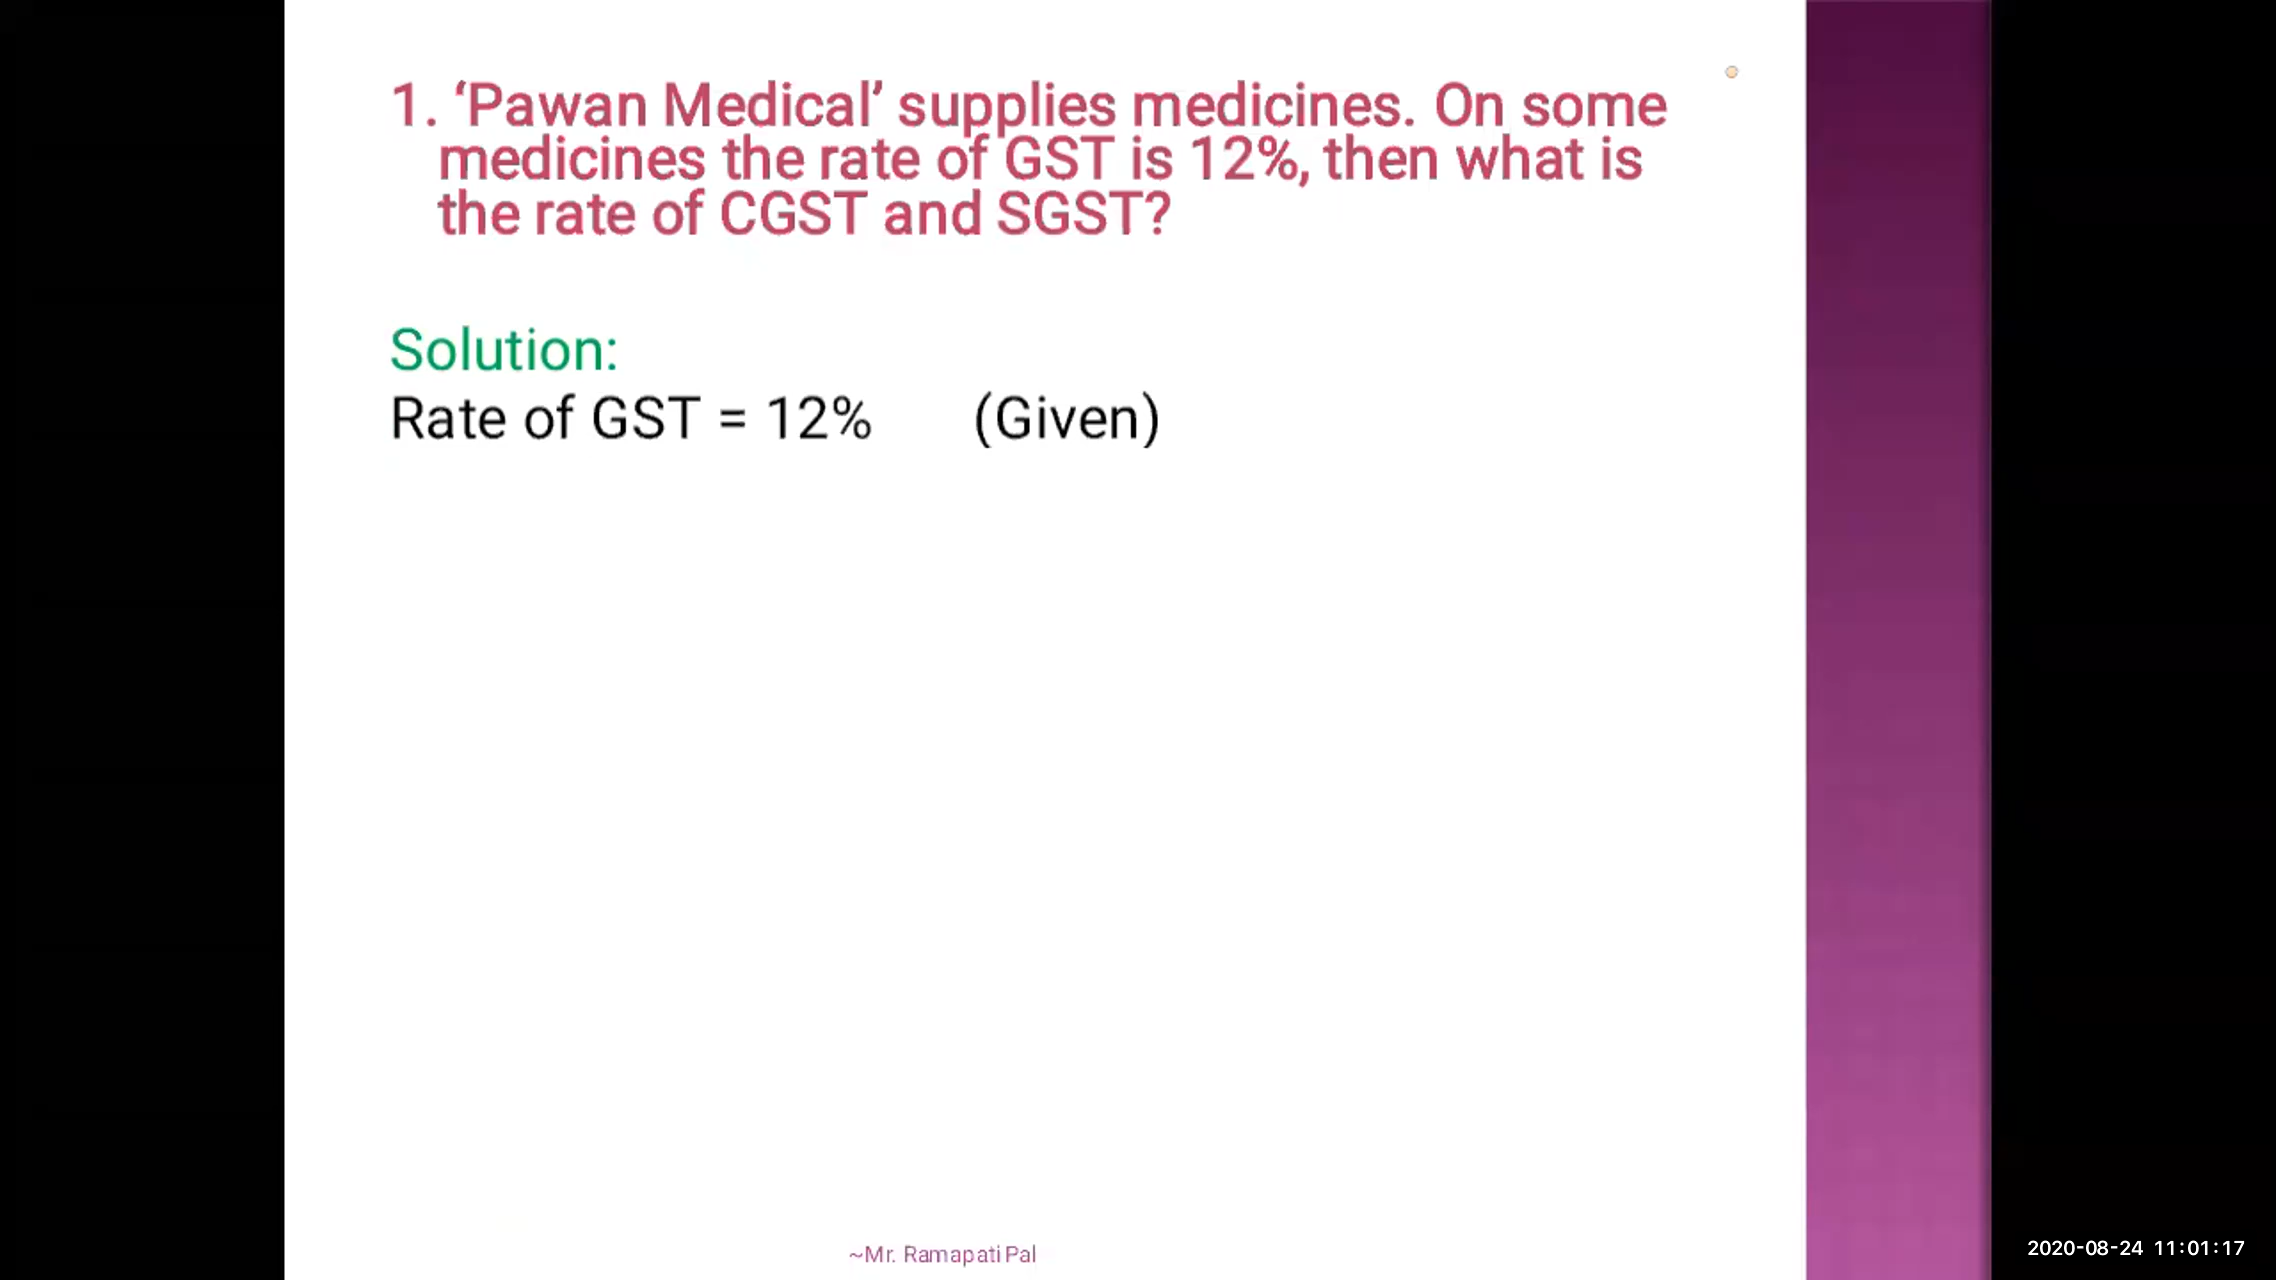 1. ‘Pawan Medical’ supplies medicines. On some
medicines the rate of GST is 12%, then what is
the rate of CGST and SGST?
Solution:
Rate of GST = 12% (Given)
~Mr. Ramapati Pal
2020-08-24 11:01:17